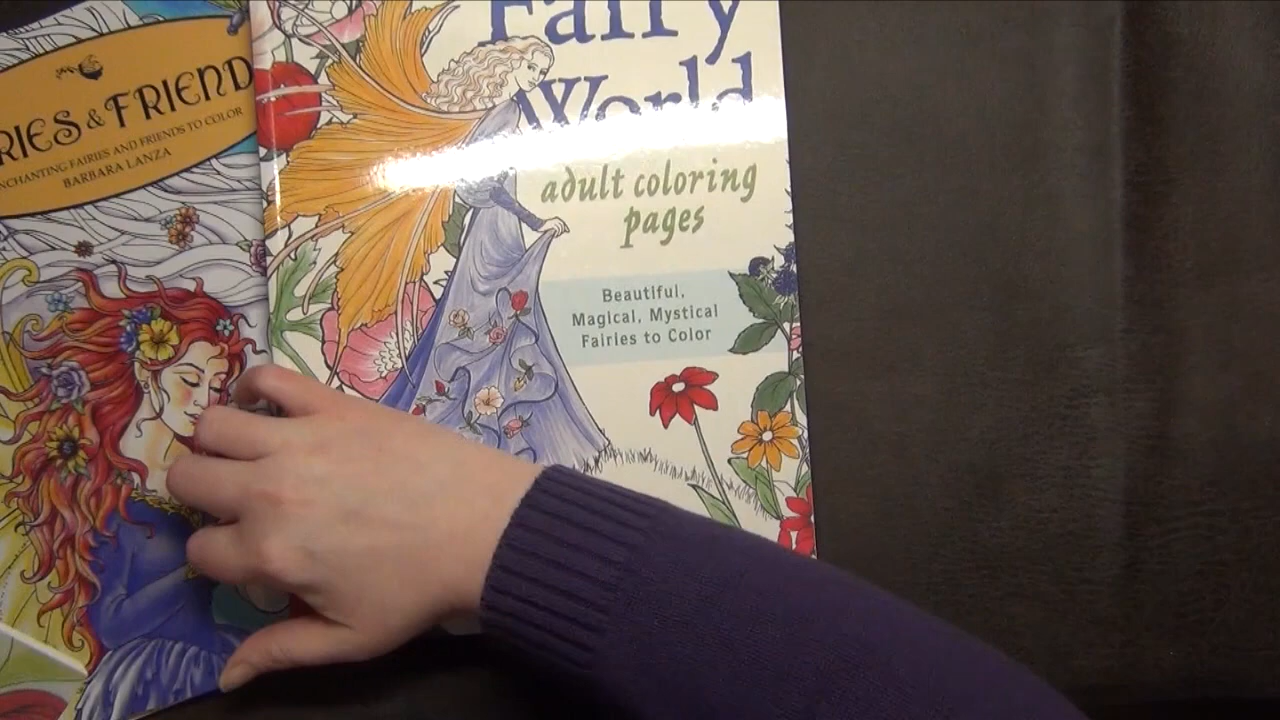 RIES & FRIEND
NCHANTING FAIRIES AND FRIENDS TO COLOR
BARBARA LANZA
Fairy
World
adult coloring
pages
Beautiful,
Magical, Mystical
Fairies to Color